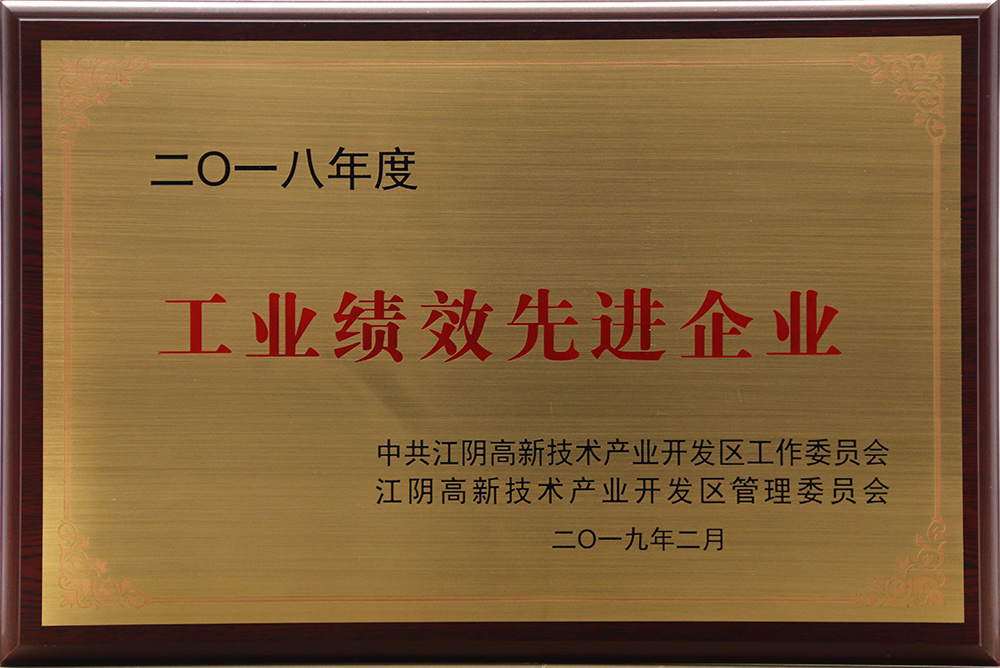 二〇一八年度
工业绩效先进企业
中共江阴高新技术产业开发区工作委员会
江阴高新技术产业开发区管理委员会
二〇一九年二月